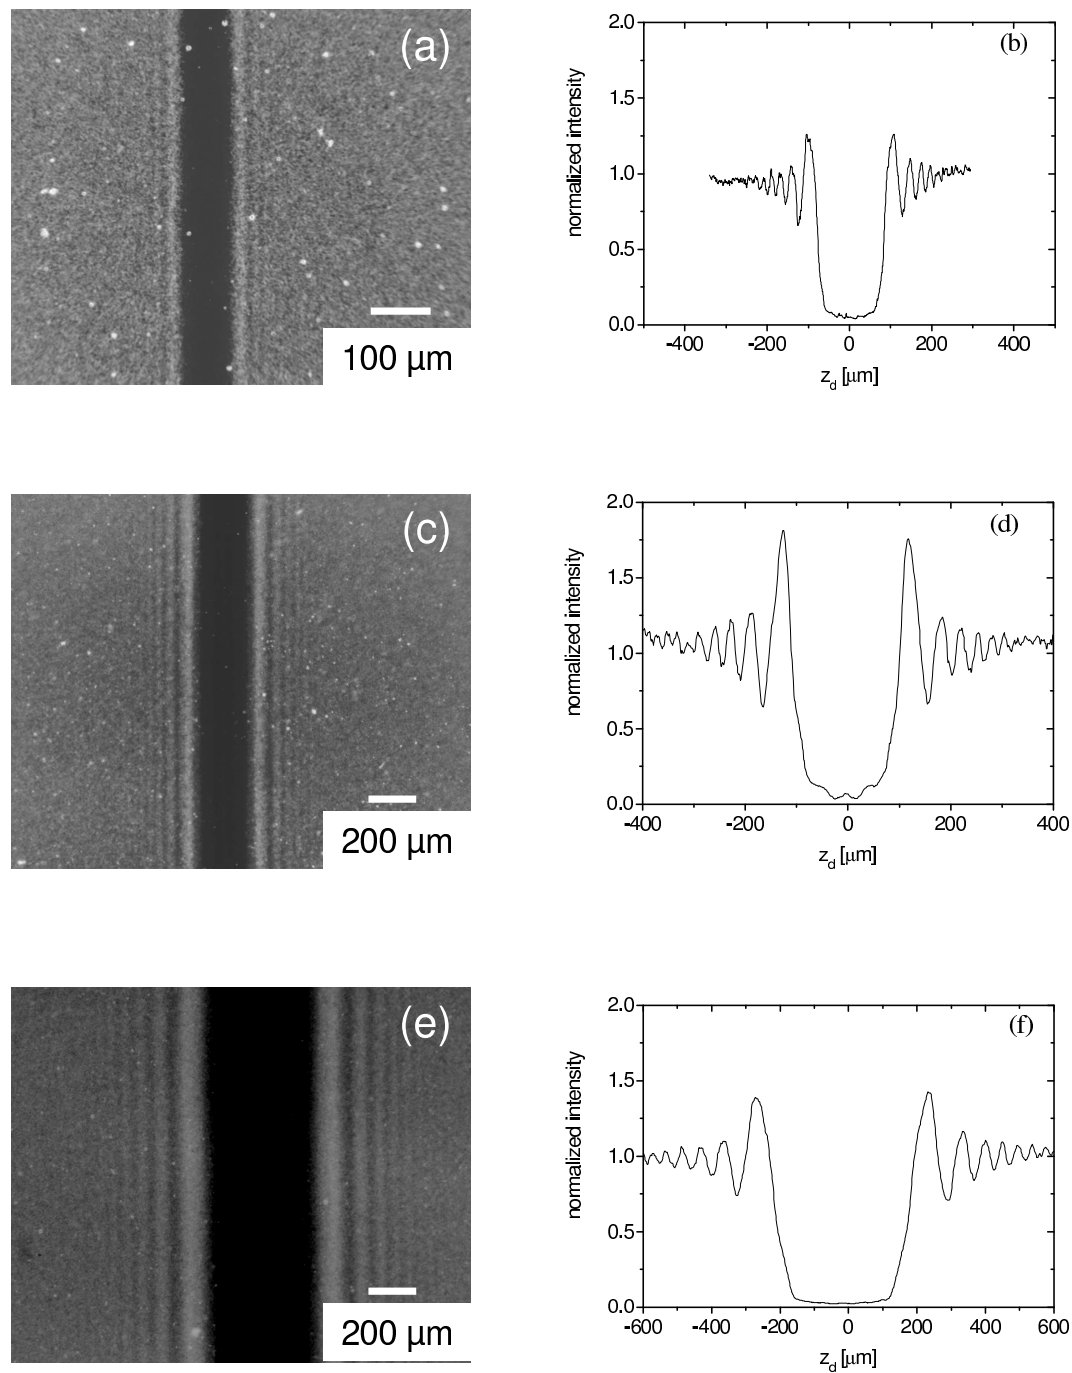 (a)
100 µm
(b)
normalized intensity
2.0
1.5
1.0
0.5
0.0
-400 -200 0 200 400
z_d [µm]
(c)
200 µm
(d)
normalized intensity
2.0
1.5
1.0
0.5
0.0
-400 -200 0 200 400
z_d [µm]
(e)
200 µm
(f)
normalized intensity
2.0
1.5
1.0
0.5
0.0
-600 -400 -200 0 200 400 600
z_d [µm]